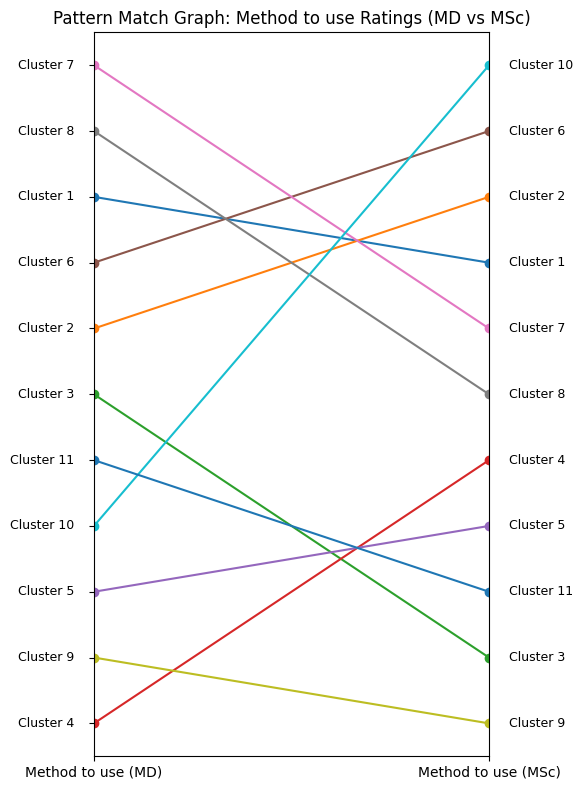 Pattern Match Graph: Method to use Ratings (MD vs MSc)
Cluster 7
Cluster 10
Cluster 8
Cluster 6
Cluster 1
Cluster 2
Cluster 6
Cluster 1
Cluster 2
Cluster 7
Cluster 3
Cluster 8
Cluster 11
Cluster 4
Cluster 10
Cluster 5
Cluster 5
Cluster 11
Cluster 9
Cluster 3
Cluster 4
Cluster 9
Method to use (MD)
Method to use (MSc)